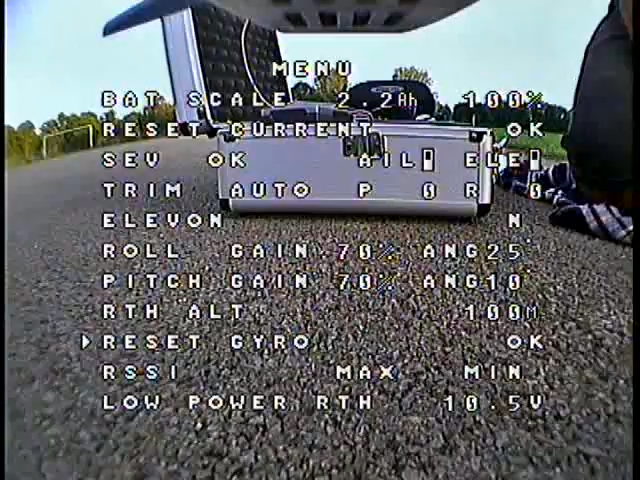 MENU
BAT SCALE 2.2Ah 100%
RESET CURRENT OK
SEV OK AIL ELE
TRIM AUTO P 0 R 0
ELEVON N
ROLL GAIN 70% ANG25
PITCH GAIN 70% ANG10
RTH ALT 100M
RESET GYRO OK
RSSI MAX MIN
LOW POWER RTH 10.5V